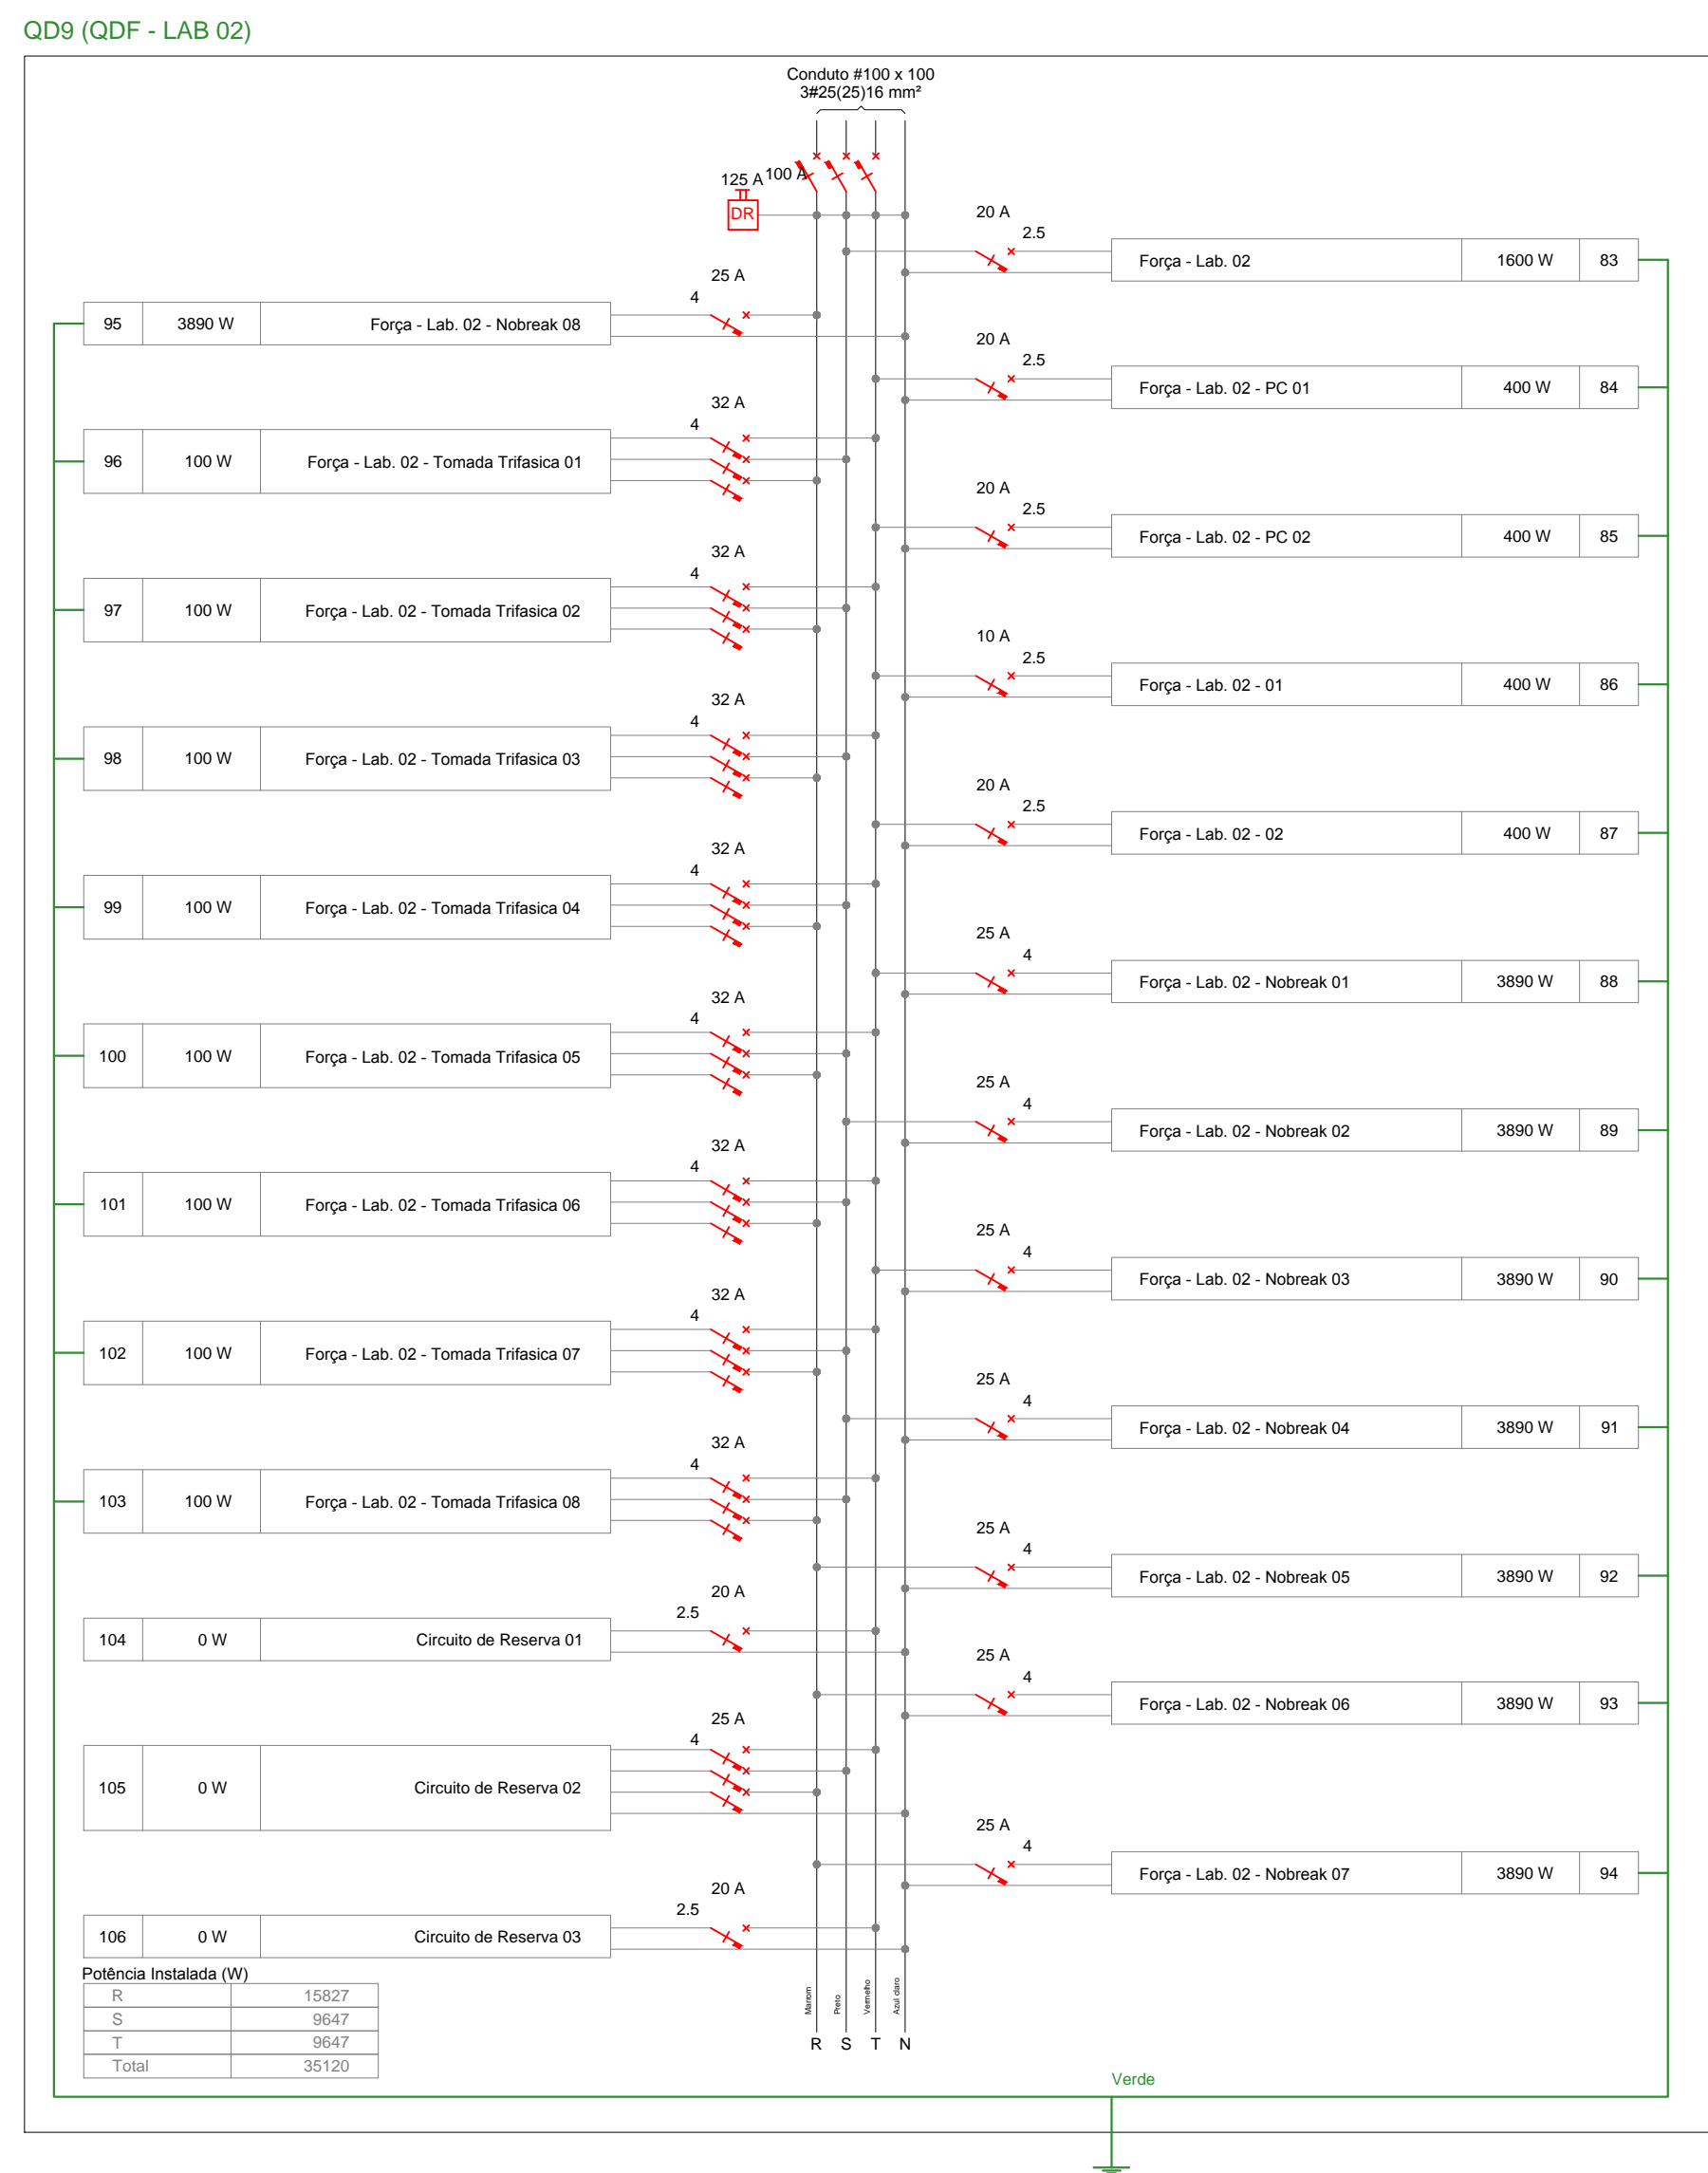 QD9 (QDF - LAB 02)
Conduto #100 x 100
3#25(25)16 mm²
125 A
100 A
DR
20 A
2.5
Força - Lab. 02 1600 W 83
25 A
4
95 3890 W Força - Lab. 02 - Nobreak 08
20 A
2.5
Força - Lab. 02 - PC 01 400 W 84
32 A
4
96 100 W Força - Lab. 02 - Tomada Trifasica 01
20 A
2.5
Força - Lab. 02 - PC 02 400 W 85
32 A
4
97 100 W Força - Lab. 02 - Tomada Trifasica 02
10 A
2.5
Força - Lab. 02 - 01 400 W 86
32 A
4
98 100 W Força - Lab. 02 - Tomada Trifasica 03
20 A
2.5
Força - Lab. 02 - 02 400 W 87
32 A
4
99 100 W Força - Lab. 02 - Tomada Trifasica 04
25 A
4
Força - Lab. 02 - Nobreak 01 3890 W 88
32 A
4
100 100 W Força - Lab. 02 - Tomada Trifasica 05
25 A
4
Força - Lab. 02 - Nobreak 02 3890 W 89
32 A
4
101 100 W Força - Lab. 02 - Tomada Trifasica 06
25 A
4
Força - Lab. 02 - Nobreak 03 3890 W 90
32 A
4
102 100 W Força - Lab. 02 - Tomada Trifasica 07
25 A
4
Força - Lab. 02 - Nobreak 04 3890 W 91
32 A
4
103 100 W Força - Lab. 02 - Tomada Trifasica 08
25 A
4
Força - Lab. 02 - Nobreak 05 3890 W 92
20 A
2.5
104 0 W Circuito de Reserva 01
25 A
4
Força - Lab. 02 - Nobreak 06 3890 W 93
25 A
4
105 0 W Circuito de Reserva 02
25 A
4
Força - Lab. 02 - Nobreak 07 3890 W 94
20 A
2.5
106 0 W Circuito de Reserva 03
Potência Instalada (W)
R 15827
S 9647
T 9647
Total 35120
Marrom
Preto
Vermelho
Azul claro
R S T N
Verde